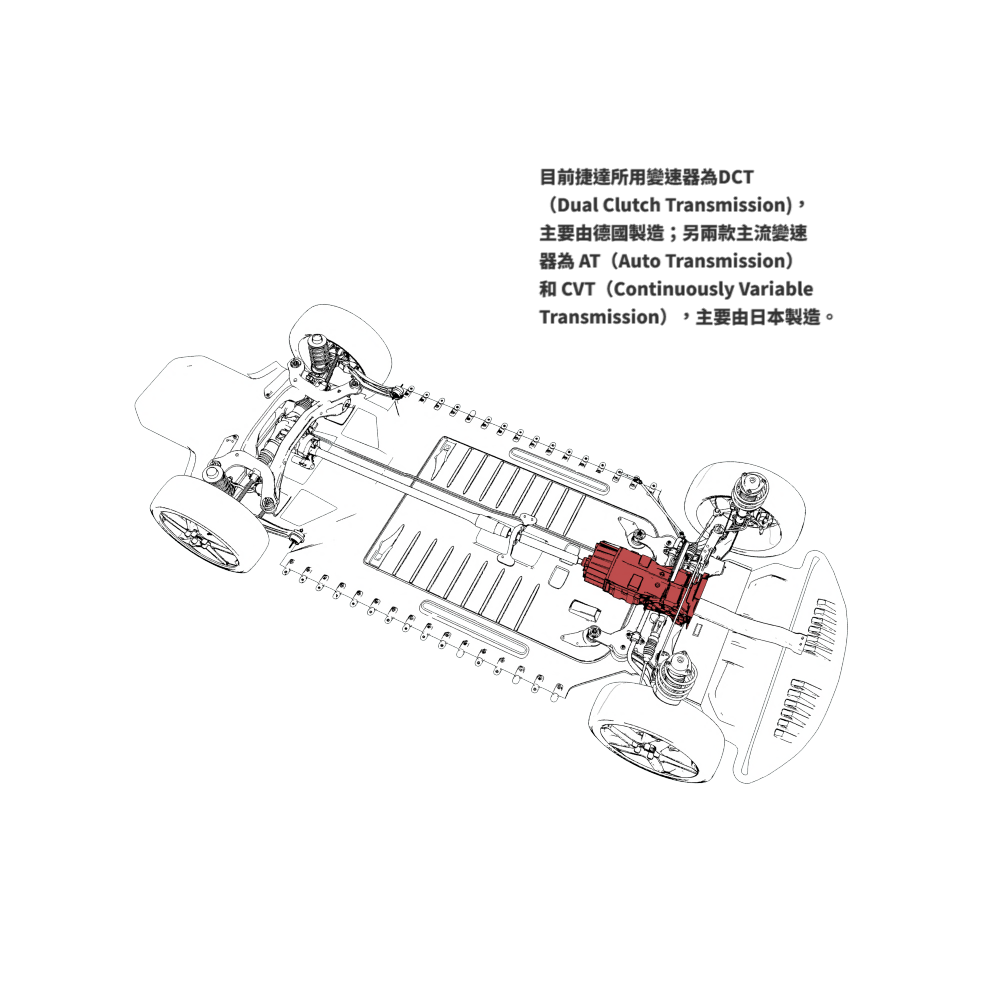 目前捷達所用變速器為DCT
（Dual Clutch Transmission)，
主要由德國製造；另兩款主流變速
器為 AT（Auto Transmission）
和 CVT（Continuously Variable
Transmission），主要由日本製造。